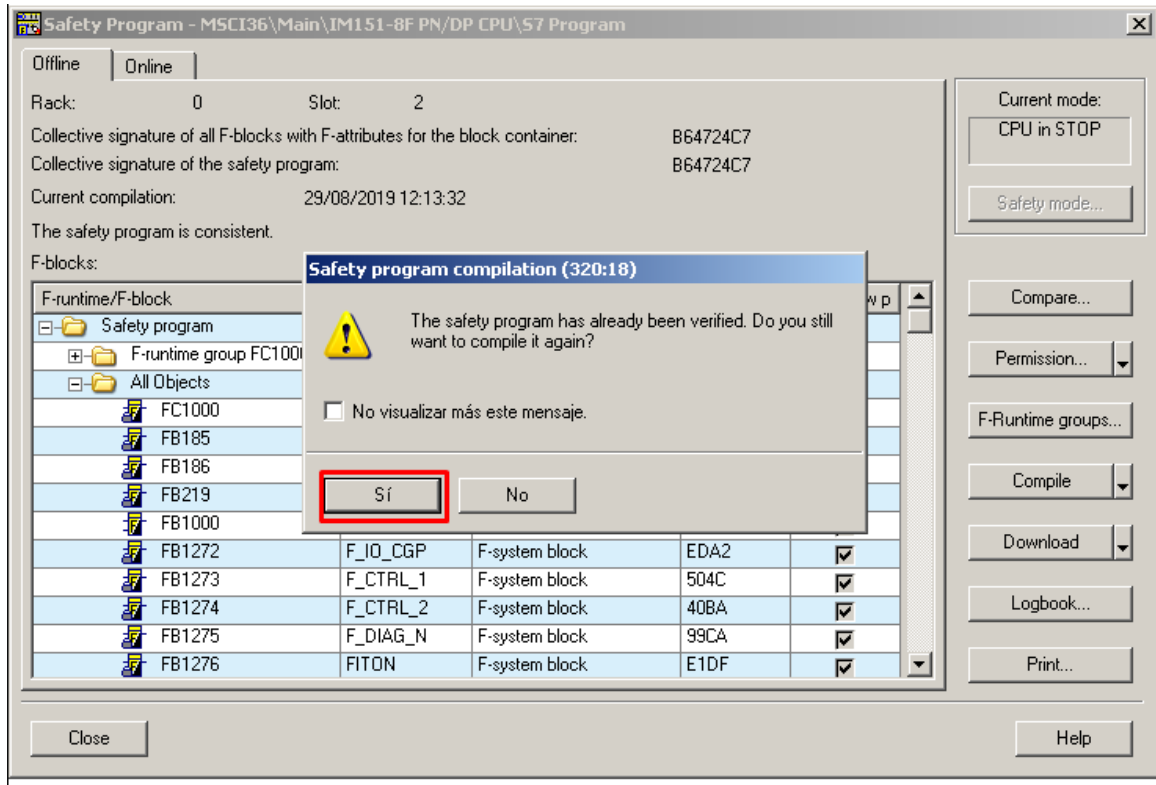 Safety Program - MSCI36\Main\IM151-8F PN/DP CPU\S7 Program
Offline
Online
Rack: 0 Slot: 2
Collective signature of all F-blocks with F-attributes for the block container: B64724C7
Collective signature of the safety program: B64724C7
Current compilation: 29/08/2019 12:13:32
The safety program is consistent.
F-blocks:
F-runtime/F-block
w p
Safety program
F-runtime group FC100
All Objects
FC1000
FB185
FB186
FB219
FB1000
FB1272 F_IO_CGP F-system block EDA2
FB1273 F_CTRL_1 F-system block 504C
FB1274 F_CTRL_2 F-system block 40BA
FB1275 F_DIAG_N F-system block 99CA
FB1276 FITON F-system block E1DF
Safety program compilation (320:18)
The safety program has already been verified. Do you still
want to compile it again?
No visualizar más este mensaje.
Sí
No
Current mode:
CPU in STOP
Safety mode...
Compare...
Permission...
F-Runtime groups...
Compile
Download
Logbook...
Print...
Close
Help